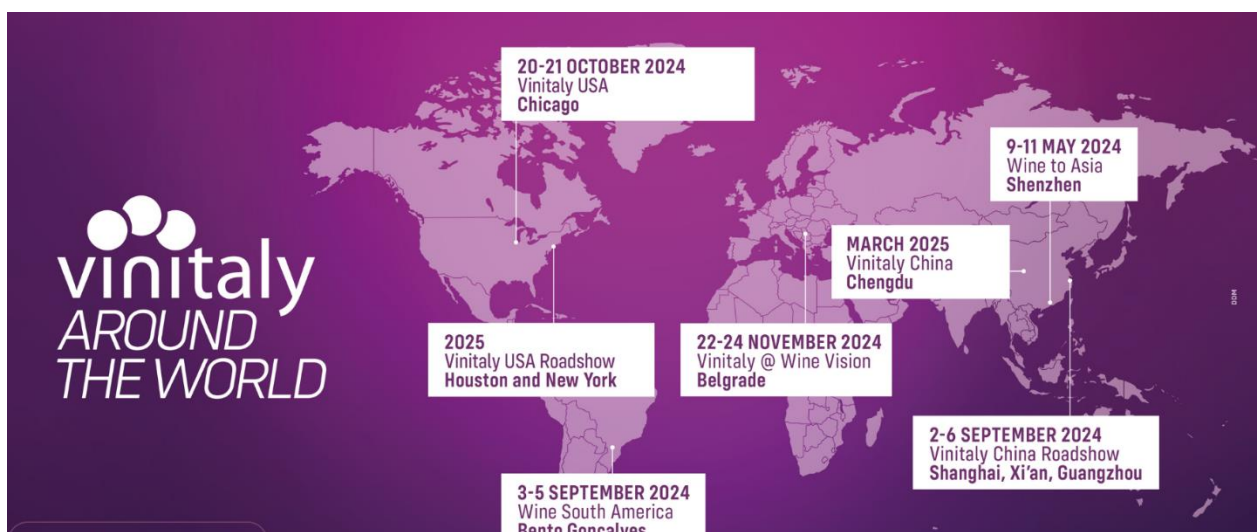 vinitaly
AROUND
THE WORLD
20-21 OCTOBER 2024
Vinitaly USA
Chicago
9-11 MAY 2024
Wine to Asia
Shenzhen
MARCH 2025
Vinitaly China
Chengdu
2025
Vinitaly USA Roadshow
Houston and New York
22-24 NOVEMBER 2024
Vinitaly @ Wine Vision
Belgrade
2-6 SEPTEMBER 2024
Vinitaly China Roadshow
Shanghai, Xi'an, Guangzhou
3-5 SEPTEMBER 2024
Wine South America
Bento Gonçalves